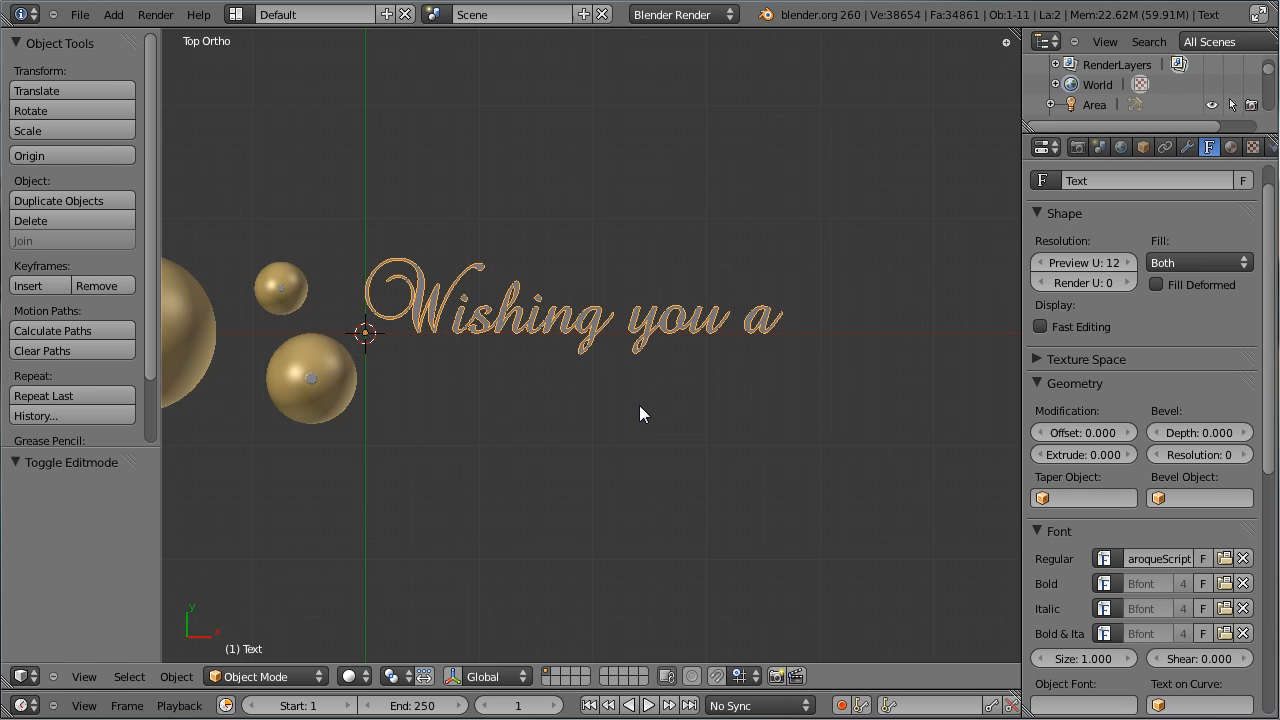 File Add Render Help Default Scene Blender Render blender.org 260 | Ve:38654 | Fa:34861 | Ob:1-11 | La:2 | Mem:22.62M (59.91M) | Text
Object Tools
Transform:
Translate
Rotate
Scale
Origin
Object:
Duplicate Objects
Delete
Join
Keyframes:
Insert Remove
Motion Paths:
Calculate Paths
Clear Paths
Repeat:
Repeat Last
History...
Grease Pencil:
Toggle Editmode
Top Ortho
Wishing you a
y
x
(1) Text
View Select Object Object Mode Global
View Frame Playback Start: End: 250 1 No Sync
View Search All Scenes
RenderLayers |
World |
Area |
F
F Text F
Shape
Resolution: Fill:
Preview U: 12 Both
Render U: 0 Fill Deformed
Display:
Fast Editing
Texture Space
Geometry
Modification: Bevel:
Offset: 0.000 Depth: 0.000
Extrude: 0.000 Resolution: 0
Taper Object: Bevel Object:
Font
Regular F aroqueScript F
Bold F Bfont 4 F
Italic F Bfont 4 F
Bold & Ita F Bfont 4 F
Size: 1.000 Shear: 0.000
Object Font: Text on Curve: